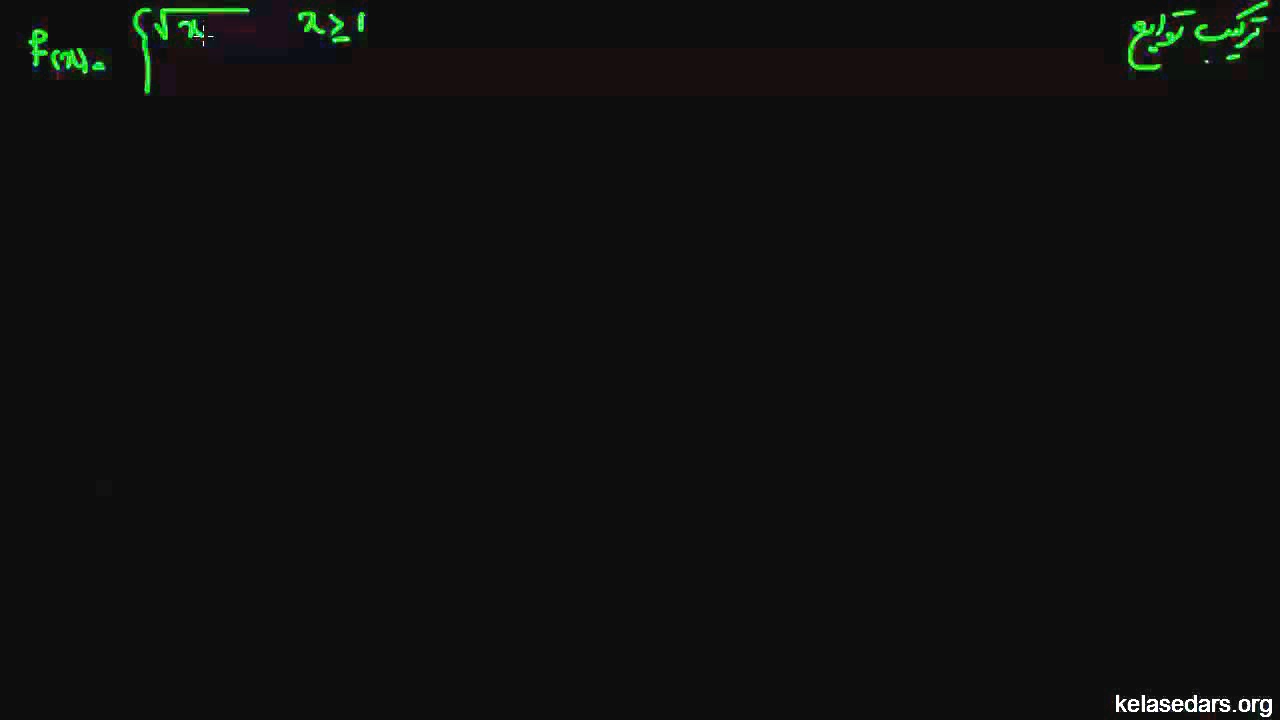 ترکیب توابع
f(x)= { √x x ≥ 1
kelasedars.org